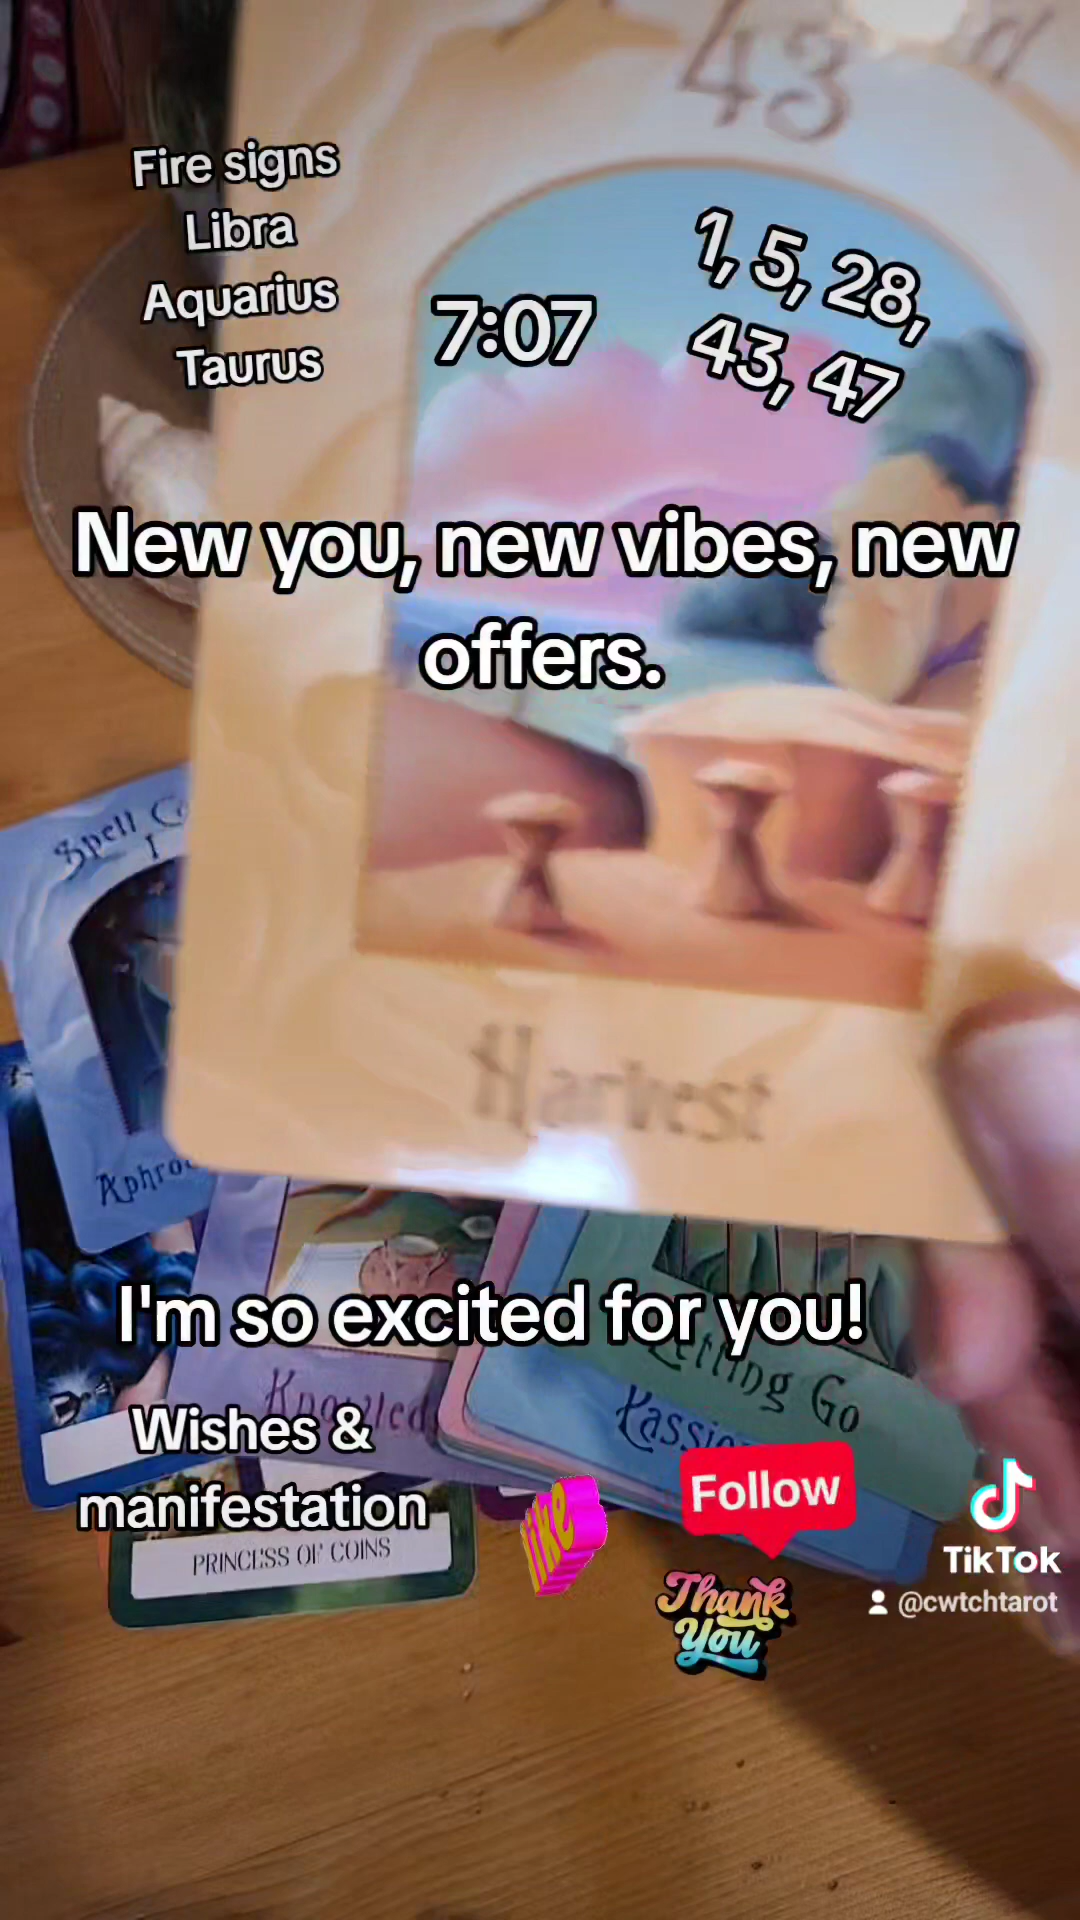 43
Fire signs
Libra
Aquarius
Taurus
7:07
1, 5, 28,
43, 47
New you, new vibes, new
offers.
Spell
I
Harvest
I'm so excited for you!
Letting Go
Wishes &
manifestation
like
Follow
Thank
You
PRINCESS OF COINS
TikTok
@cwtchtarot